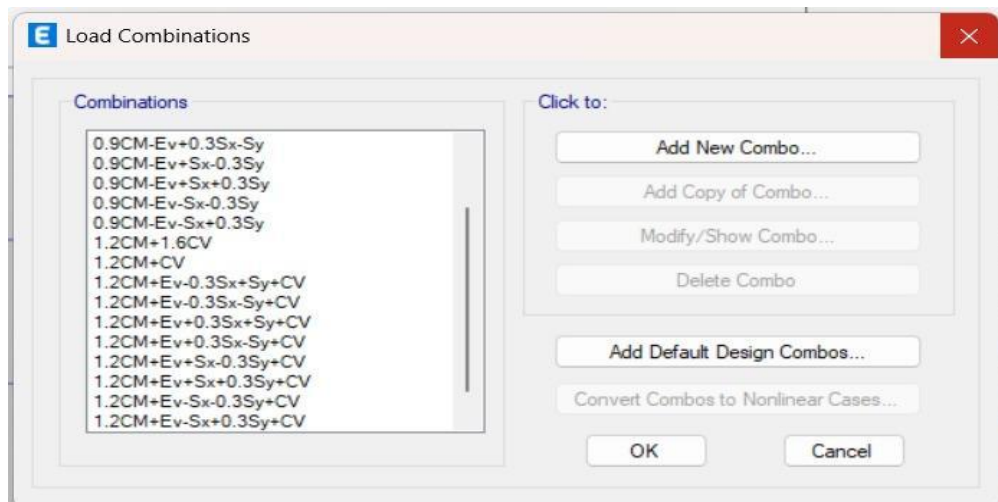 E Load Combinations
Combinations
0.9CM-Ev+0.3Sx-Sy
0.9CM-Ev+Sx-0.3Sy
0.9CM-Ev+Sx+0.3Sy
0.9CM-Ev-Sx-0.3Sy
0.9CM-Ev-Sx+0.3Sy
1.2CM+1.6CV
1.2CM+CV
1.2CM+Ev-0.3Sx+Sy+CV
1.2CM+Ev-0.3Sx-Sy+CV
1.2CM+Ev+0.3Sx+Sy+CV
1.2CM+Ev+0.3Sx-Sy+CV
1.2CM+Ev+Sx-0.3Sy+CV
1.2CM+Ev+Sx+0.3Sy+CV
1.2CM+Ev-Sx-0.3Sy+CV
1.2CM+Ev-Sx+0.3Sy+CV
Click to:
Add New Combo...
Add Copy of Combo...
Modify/Show Combo...
Delete Combo
Add Default Design Combos...
Convert Combos to Nonlinear Cases...
OK
Cancel